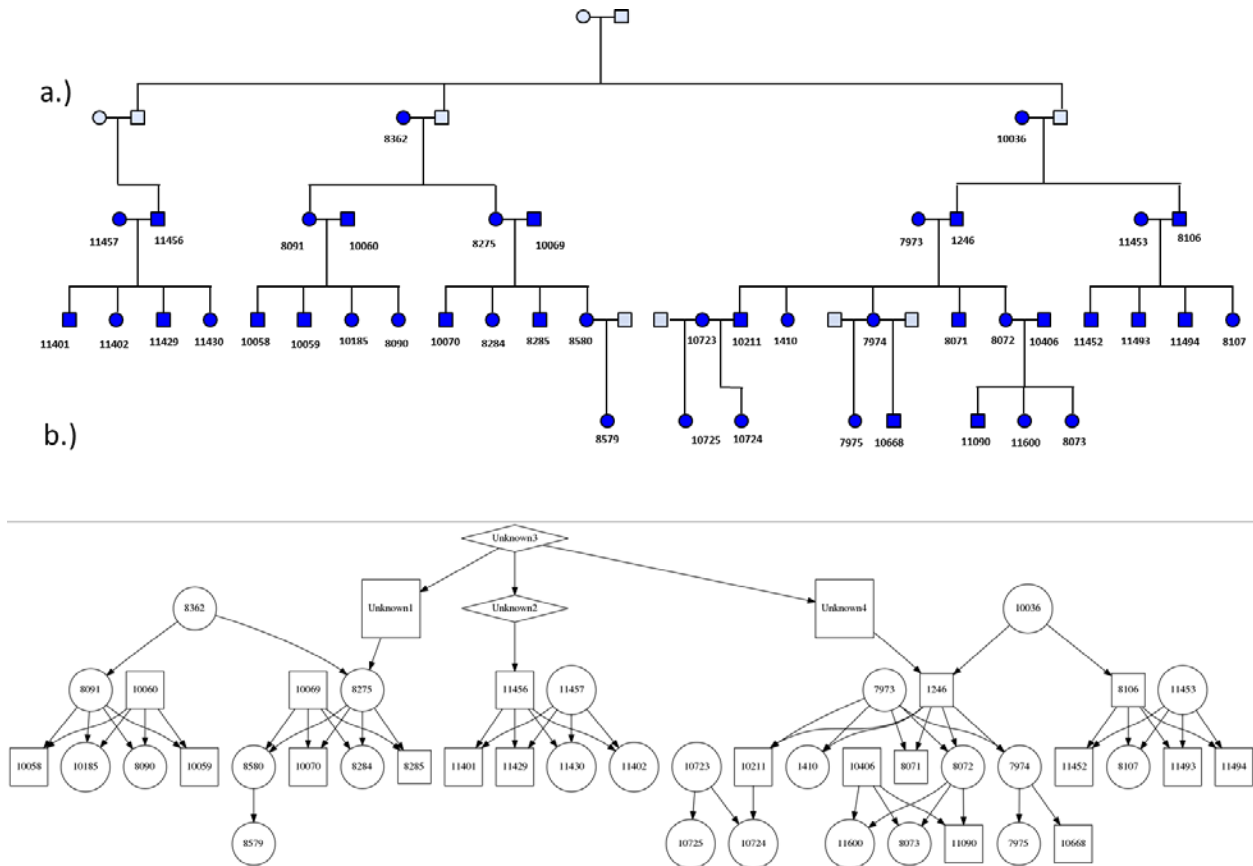 a.)
8362
10036
11457 11456 8091 10060 8275 10069 7973 1246 11453 8106
11401 11402 11429 11430 10058 10059 10185 8090 10070 8284 8285 8580 10723 10211 1410 7974 8071 8072 10406 11452 11493 11494 8107
b.)
8579 10725 10724 7975 10668 11090 11600 8073
Unknown3
8362 Unknown1 Unknown2 Unknown4 10036
8091 10060 10069 8275 11456 11457 7973 1246 8106 11453
10058 10185 8090 10059 8580 10070 8284 8285 11401 11429 11430 11402 10723 10211 1410 10406 8071 8072 7974 11452 8107 11493 11494
8579 10725 10724 11600 8073 11090 7975 10668